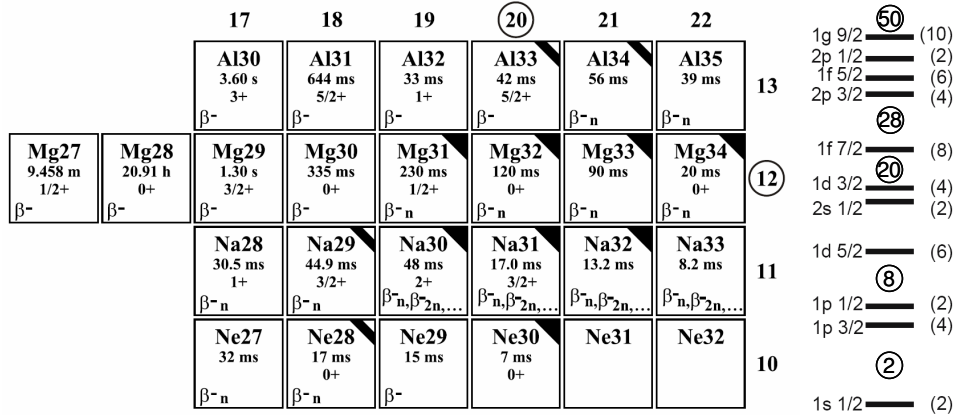 17 18 19 20 21 22
Al30 Al31 Al32 Al33 Al34 Al35
3.60 s 644 ms 33 ms 42 ms 56 ms 39 ms
3+ 5/2+ 1+ 5/2+
13
β- β- β- β- β-n β-n
Mg27 Mg28 Mg29 Mg30 Mg31 Mg32 Mg33 Mg34
9.458 m 20.91 h 1.30 s 335 ms 230 ms 120 ms 90 ms 20 ms
1/2+ 0+ 3/2+ 0+ 1/2+ 0+ 0+
12
β- β- β- β- β-n β-n β-n β-n
Na28 Na29 Na30 Na31 Na32 Na33
30.5 ms 44.9 ms 48 ms 17.0 ms 13.2 ms 8.2 ms
1+ 3/2+ 2+ 3/2+
11
β-n β-n β-n,β-2n,... β-n,β-2n,... β-n,β-2n,... β-n,β-2n,...
Ne27 Ne28 Ne29 Ne30 Ne31 Ne32
32 ms 17 ms 15 ms 7 ms
0+ 0+
10
β-n β-n β-
50
1g 9/2 (10)
2p 1/2 (2)
1f 5/2 (6)
2p 3/2 (4)
28
1f 7/2 (8)
20
1d 3/2 (4)
2s 1/2 (2)
1d 5/2 (6)
8
1p 1/2 (2)
1p 3/2 (4)
2
1s 1/2 (2)